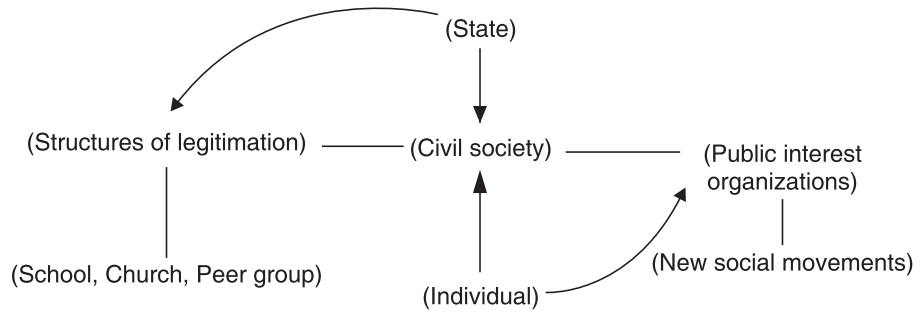 (State)
(Structures of legitimation)
(Civil society)
(Public interest
organizations)
(School, Church, Peer group)
(New social movements)
(Individual)